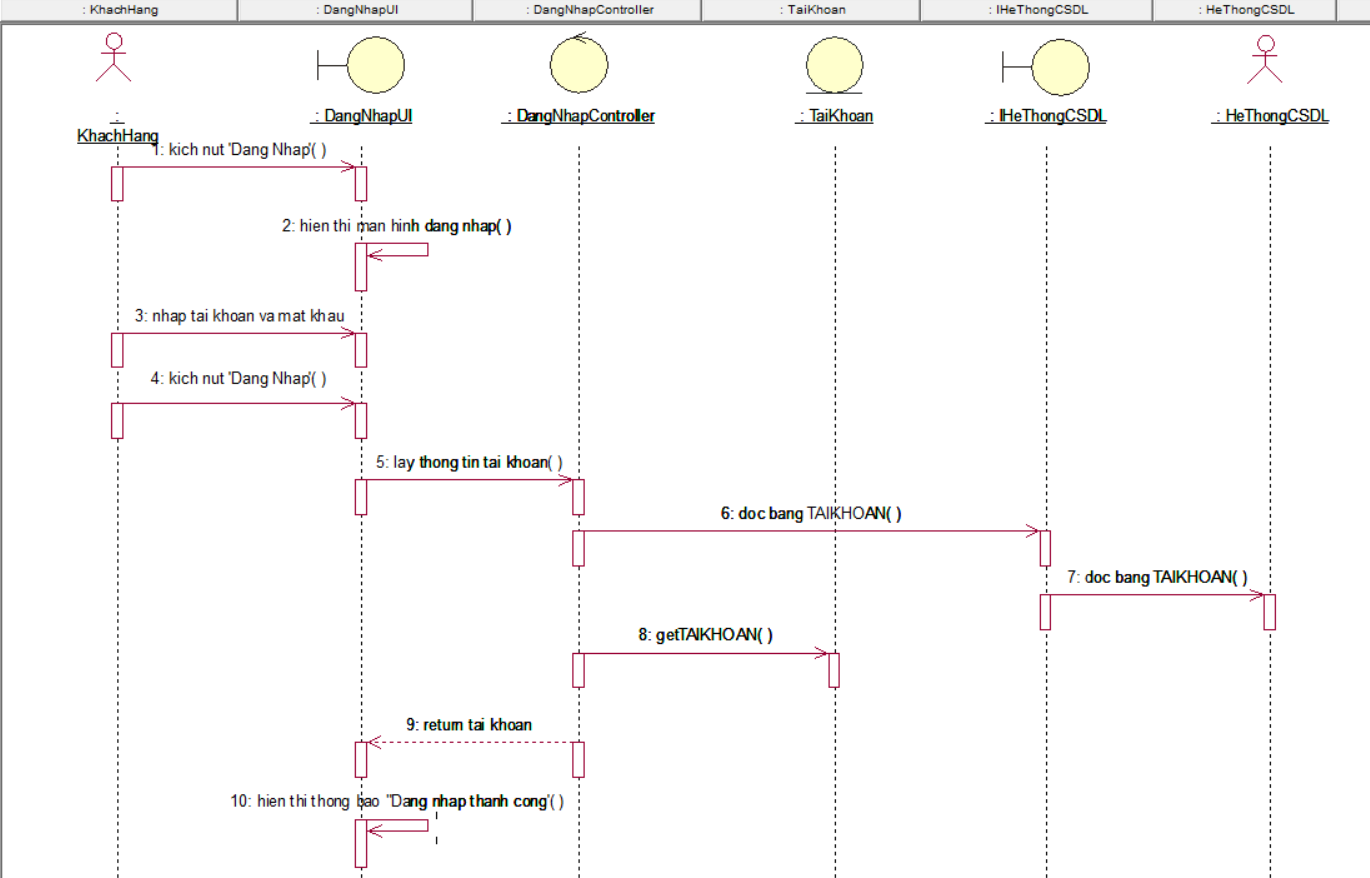 : KhachHang
: DangNhapUI
: DangNhapController
: TaiKhoan
: IHeThongCSDL
: HeThongCSDL
:
KhachHang
: DangNhapUI
: DangNhapController
: TaiKhoan
: IHeThongCSDL
: HeThongCSDL
1: kich nut 'Dang Nhap'( )
2: hien thi man hinh dang nhap( )
3: nhap tai khoan va mat khau
4: kich nut 'Dang Nhap'( )
5: lay thong tin tai khoan( )
6: doc bang TAIKHOAN( )
7: doc bang TAIKHOAN( )
8: getTAIKHOAN( )
9: return tai khoan
10: hien thi thong bao "Dang nhap thanh cong'( )